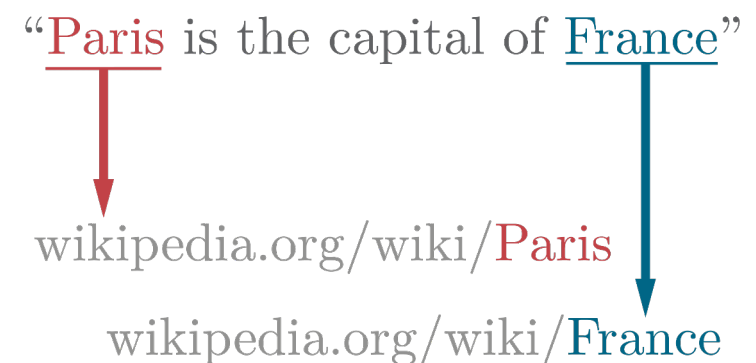 “Paris is the capital of France”
wikipedia.org/wiki/Paris
wikipedia.org/wiki/France